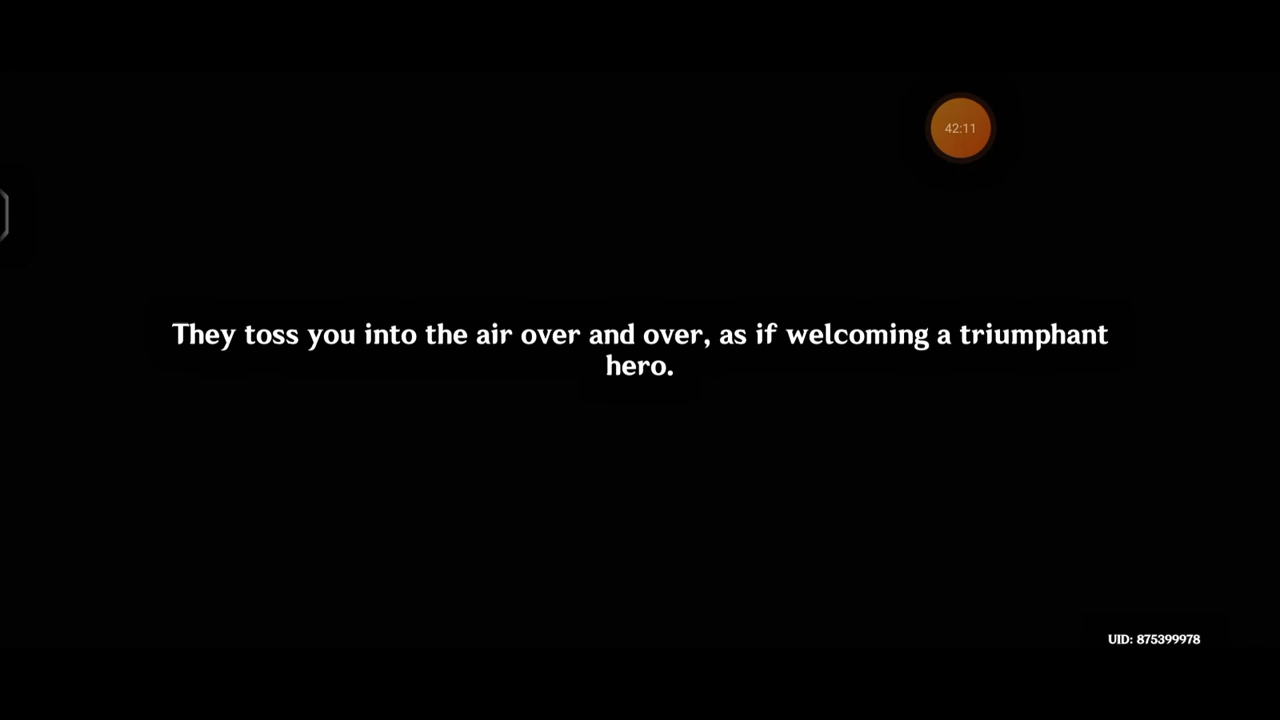 42:11
They toss you into the air over and over, as if welcoming a triumphant
hero.
UID: 875399978